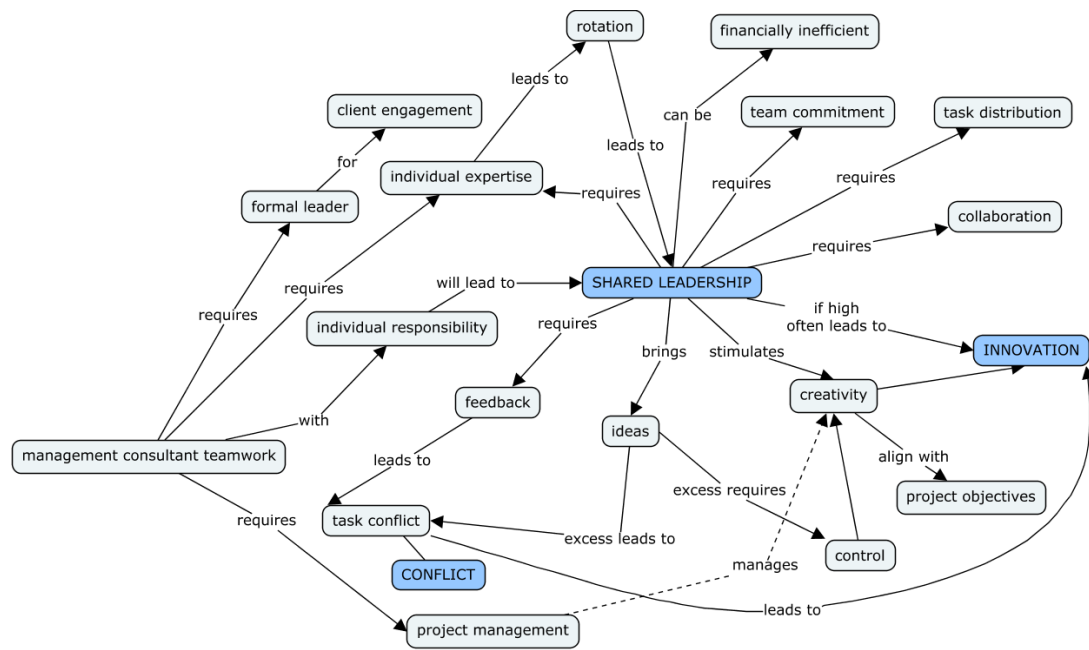 rotation
financially inefficient
leads to
client engagement
can be
team commitment
task distribution
for
leads to
individual expertise
requires
requires
requires
formal leader
collaboration
requires
requires
will lead to
SHARED LEADERSHIP
requires
individual responsibility
requires
if high
often leads to
brings
stimulates
INNOVATION
feedback
creativity
with
ideas
management consultant teamwork
leads to
align with
excess requires
project objectives
requires
task conflict
excess leads to
control
CONFLICT
manages
leads to
project management